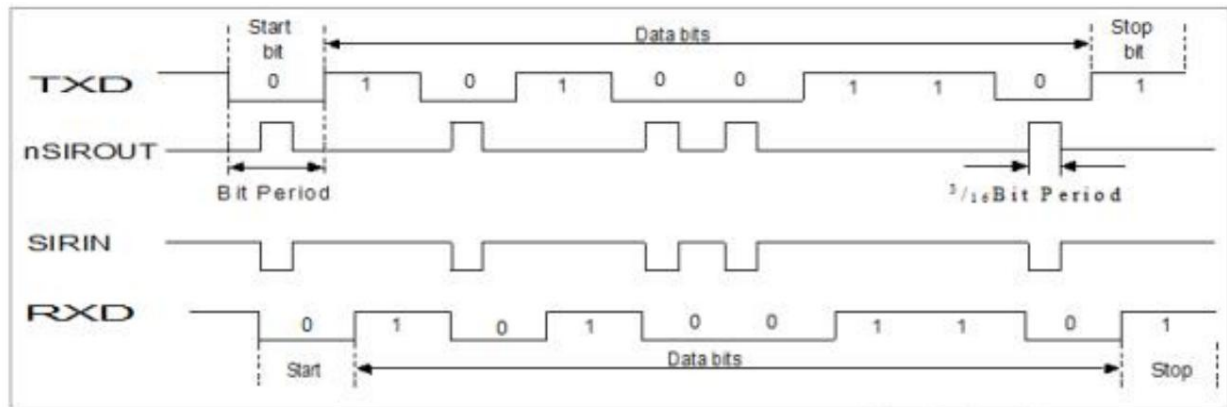 Start bit
Data bits
Stop bit
TXD 0 1 0 1 0 0 1 1 0 1
nSIROUT
Bit Period
3/16Bit Period
SIRIN
RXD 0 1 0 1 0 0 1 1 0 1
Start
Data bits
Stop